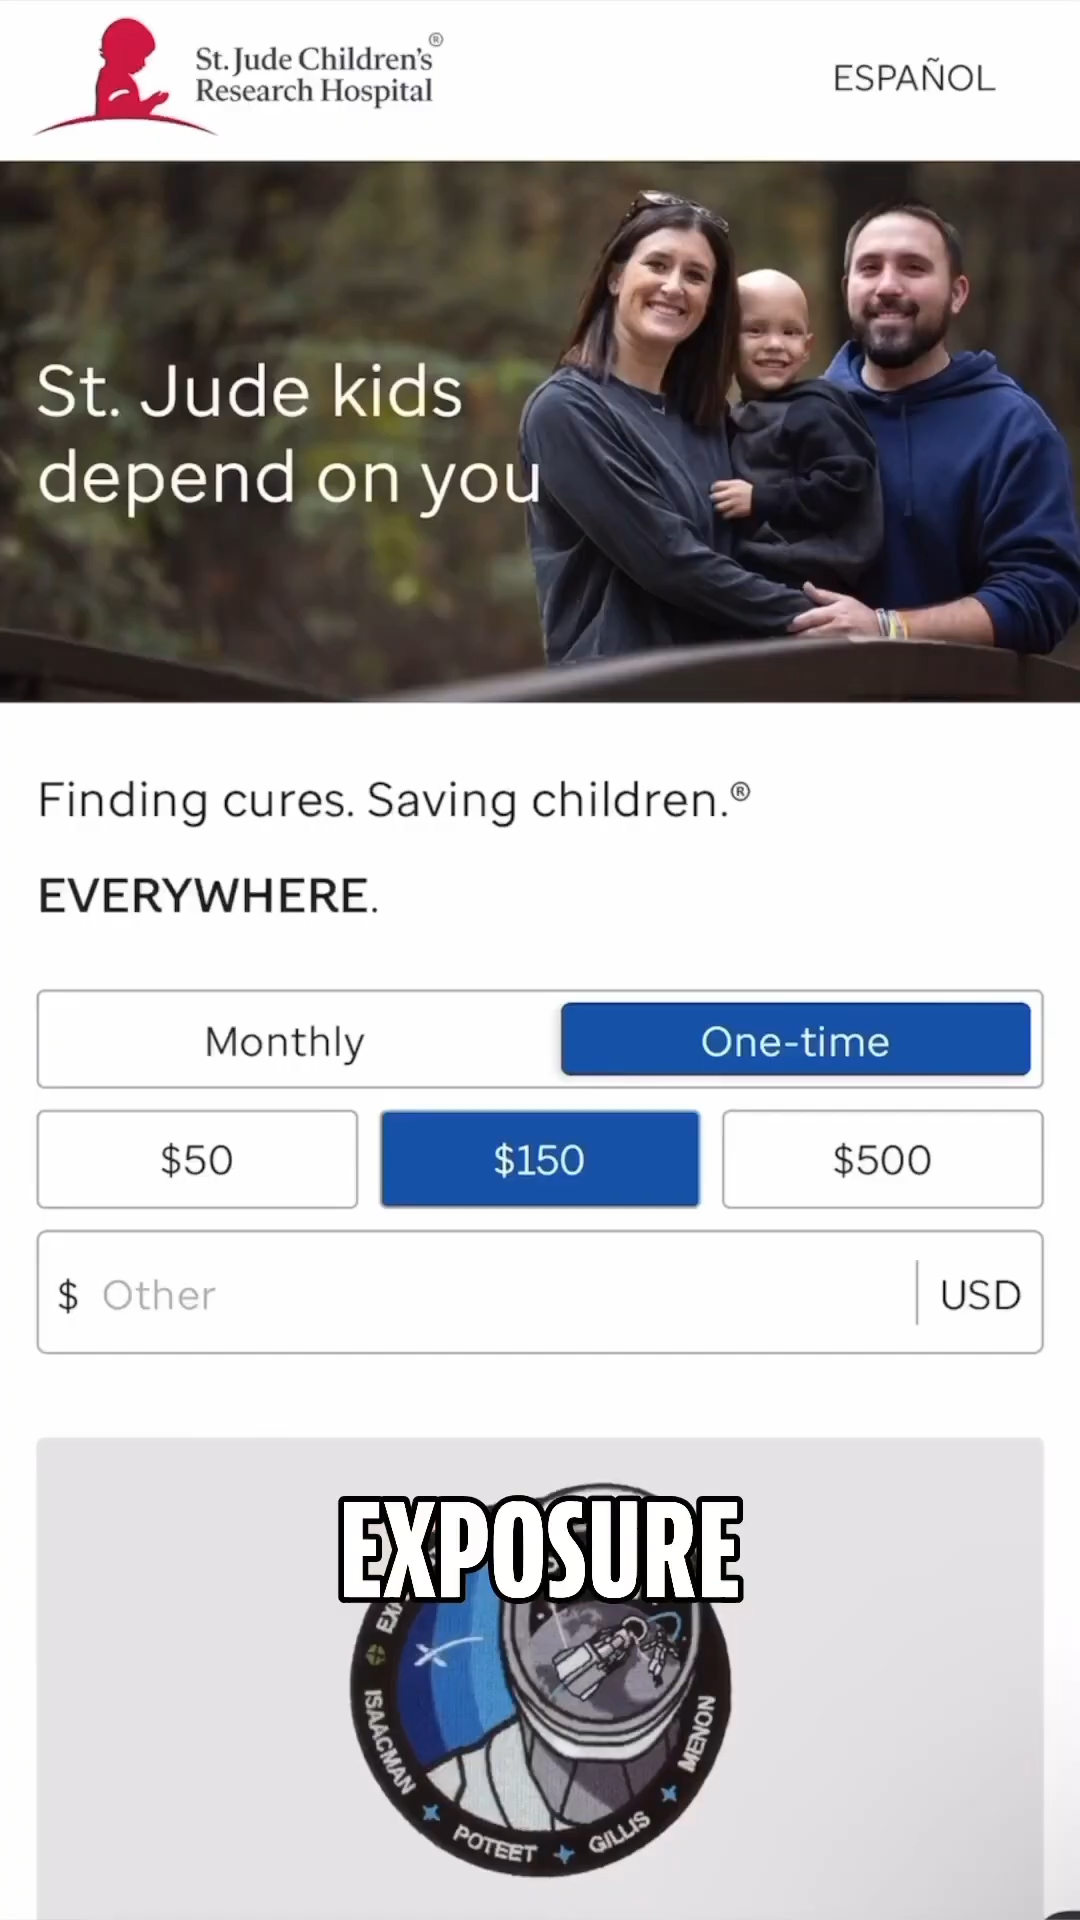 St. Jude Children's®
Research Hospital
ESPAÑOL
St. Jude kids
depend on you
Finding cures. Saving children.®
EVERYWHERE.
Monthly
One-time
$50
$150
$500
$ Other
USD
EXPOSURE
ISAACMAN
POTEET
GILLIS
MENON